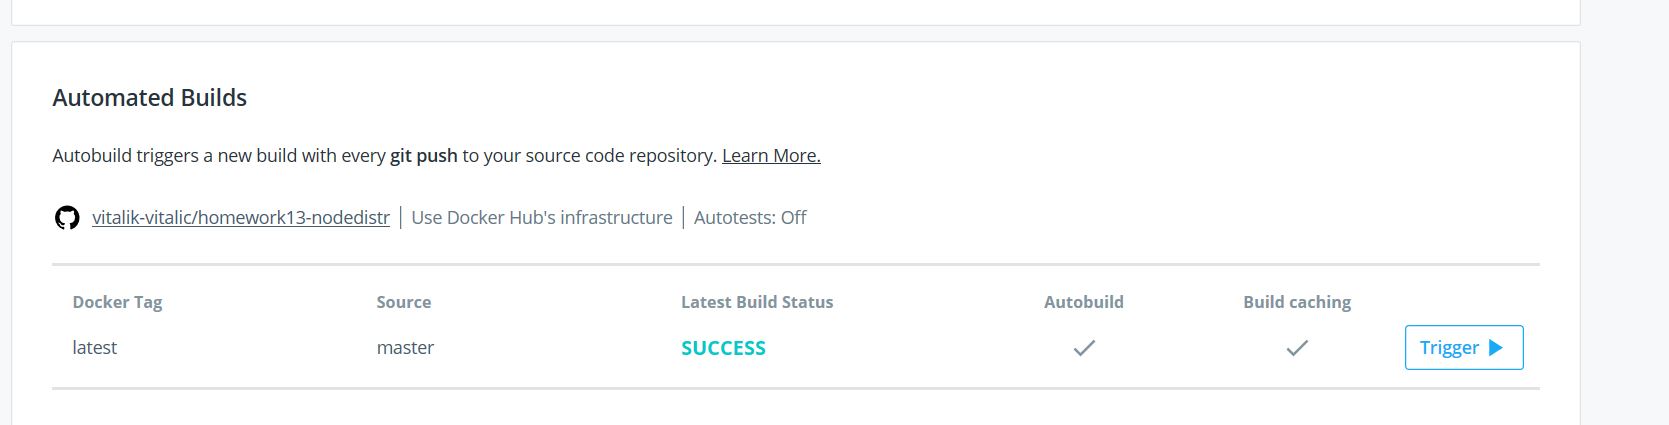 Automated Builds
Autobuild triggers a new build with every git push to your source code repository. Learn More.
vitalik-vitalic/homework13-nodedistr | Use Docker Hub's infrastructure | Autotests: Off
Docker Tag Source Latest Build Status Autobuild Build caching
latest master SUCCESS Trigger